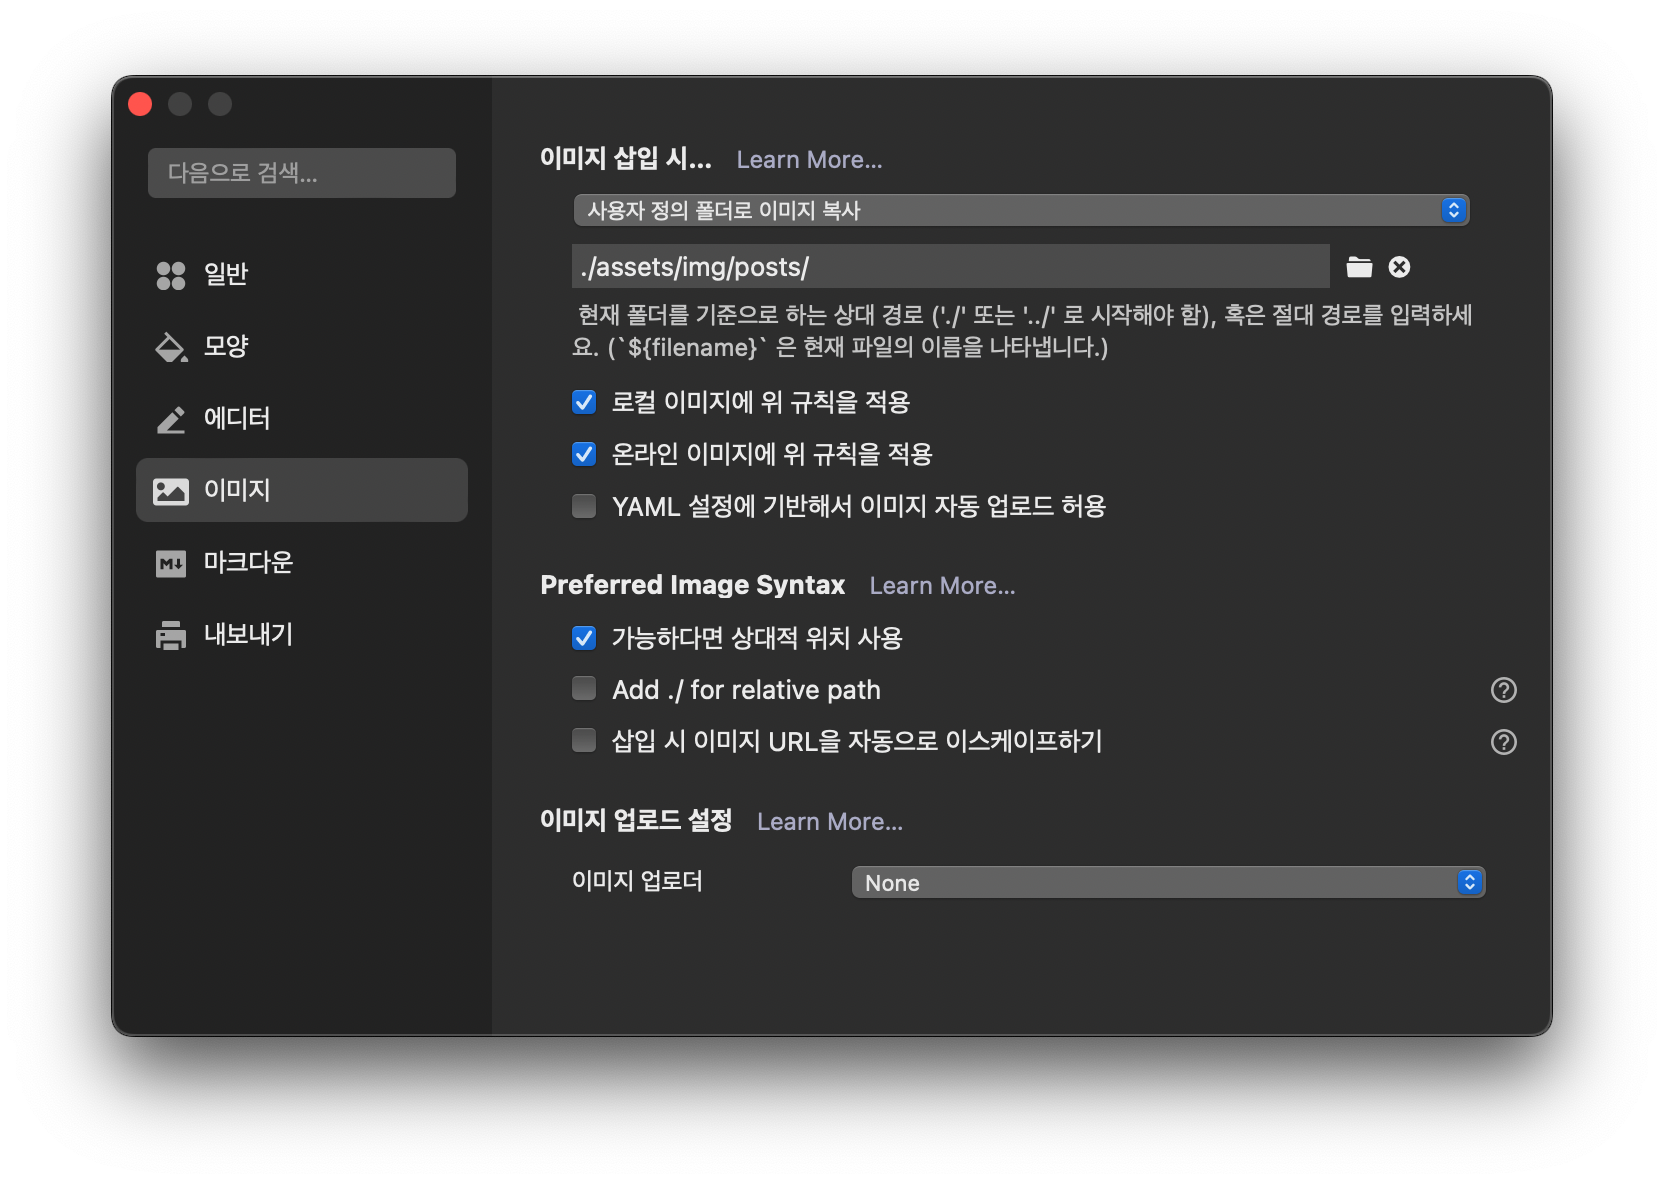 다음으로 검색...
일반
모양
에디터
이미지
마크다운
내보내기
이미지 삽입 시... Learn More...
사용자 정의 폴더로 이미지 복사
./assets/img/posts/
현재 폴더를 기준으로 하는 상대 경로 ('./' 또는 '../' 로 시작해야 함), 혹은 절대 경로를 입력하세
요. (`${filename}` 은 현재 파일의 이름을 나타냅니다.)
로컬 이미지에 위 규칙을 적용
온라인 이미지에 위 규칙을 적용
YAML 설정에 기반해서 이미지 자동 업로드 허용
Preferred Image Syntax Learn More...
가능하다면 상대적 위치 사용
Add ./ for relative path
삽입 시 이미지 URL을 자동으로 이스케이프하기
이미지 업로드 설정 Learn More...
이미지 업로더 None